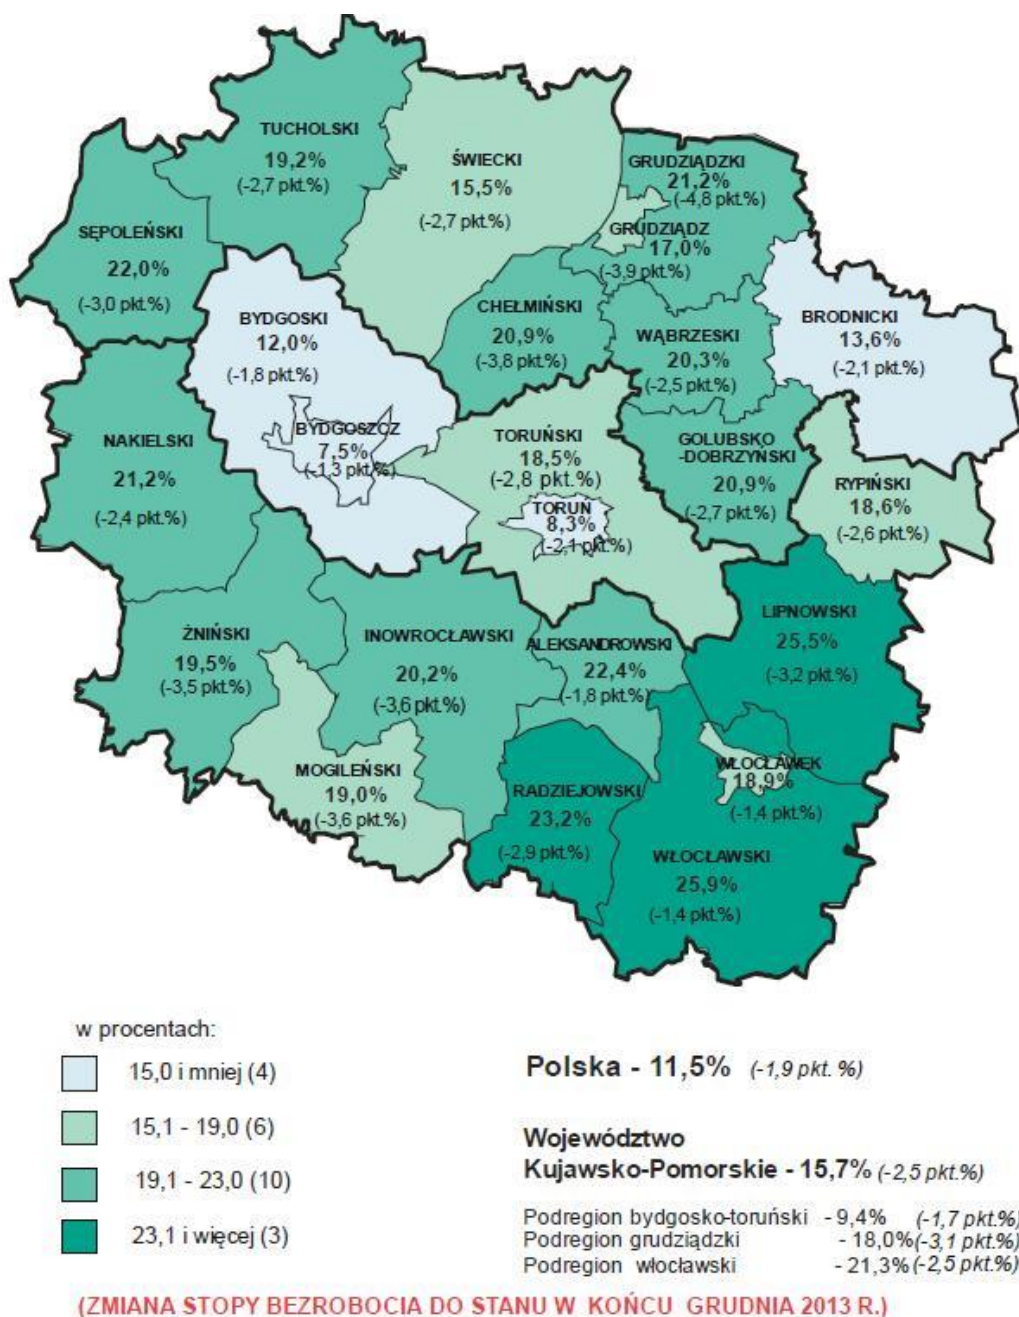 TUCHOLSKI
19,2%
(-2,7 pkt.%)
ŚWIECKI
15,5%
(-2,7 pkt.%)
GRUDZIĄDZKI
21,2%
(-4,8 pkt.%)
GRUDZIĄDZ
17,0%
(-3,9 pkt.%)
SĘPOLEŃSKI
22,0%
(-3,0 pkt.%)
BYDGOSKI
12,0%
(-1,8 pkt.%)
CHEŁMIŃSKI
20,9%
(-3,8 pkt.%)
WĄBRZESKI
20,3%
(-2,5 pkt.%)
BRODNICKI
13,6%
(-2,1 pkt.%)
NAKIELSKI
21,2%
(-2,4 pkt.%)
BYDGOSZCZ
7,5%
(-1,3 pkt.%)
TORUŃSKI
18,5%
(-2,8 pkt.%)
TORUŃ
8,3%
(-2,1 pkt.%)
GOLUBSKO
-DOBRZYŃSKI
20,9%
(-2,7 pkt.%)
RYPIŃSKI
18,6%
(-2,6 pkt.%)
ŻNIŃSKI
19,5%
(-3,5 pkt.%)
INOWROCŁAWSKI
20,2%
(-3,6 pkt.%)
ALEKSANDROWSKI
22,4%
(-1,8 pkt.%)
LIPNOWSKI
25,5%
(-3,2 pkt.%)
MOGILEŃSKI
19,0%
(-3,6 pkt.%)
RADZIEJOWSKI
23,2%
(-2,9 pkt.%)
WŁOCŁAWEK
18,9%
(-1,4 pkt.%)
WŁOCŁAWSKI
25,9%
(-1,4 pkt.%)
w procentach:
15,0 i mniej (4)
15,1 - 19,0 (6)
19,1 - 23,0 (10)
23,1 i więcej (3)
Polska - 11,5% (-1,9 pkt. %)
Województwo
Kujawsko-Pomorskie - 15,7% (-2,5 pkt.%)
Podregion bydgosko-toruński - 9,4% (-1,7 pkt.%)
Podregion grudziądzki - 18,0% (-3,1 pkt.%)
Podregion włocławski - 21,3% (-2,5 pkt.%)
(ZMIANA STOPY BEZROBOCIA DO STANU W KOŃCU GRUDNIA 2013 R.)